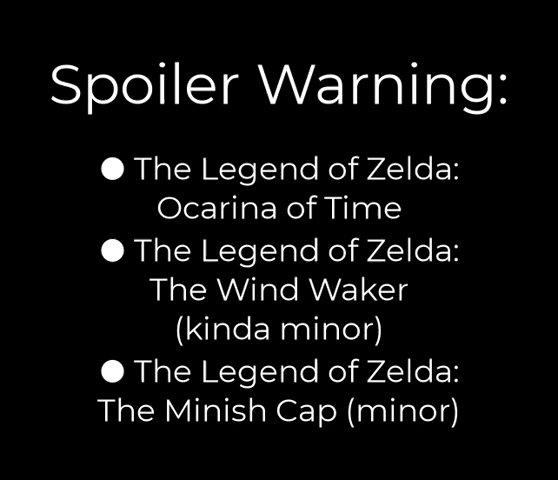 Spoiler Warning:
● The Legend of Zelda:
Ocarina of Time
● The Legend of Zelda:
The Wind Waker
(kinda minor)
● The Legend of Zelda:
The Minish Cap (minor)